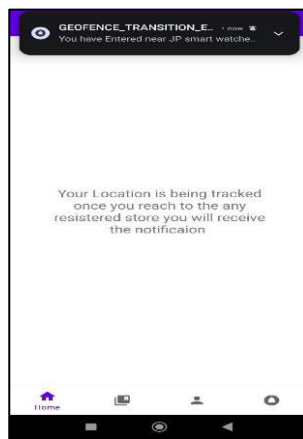 GEOFENCE_TRANSITION_E.. • now
You have Entered near JP smart watche..
Your Location is being tracked
once you reach to the any
resistered store you will receive
the notificaion
Home